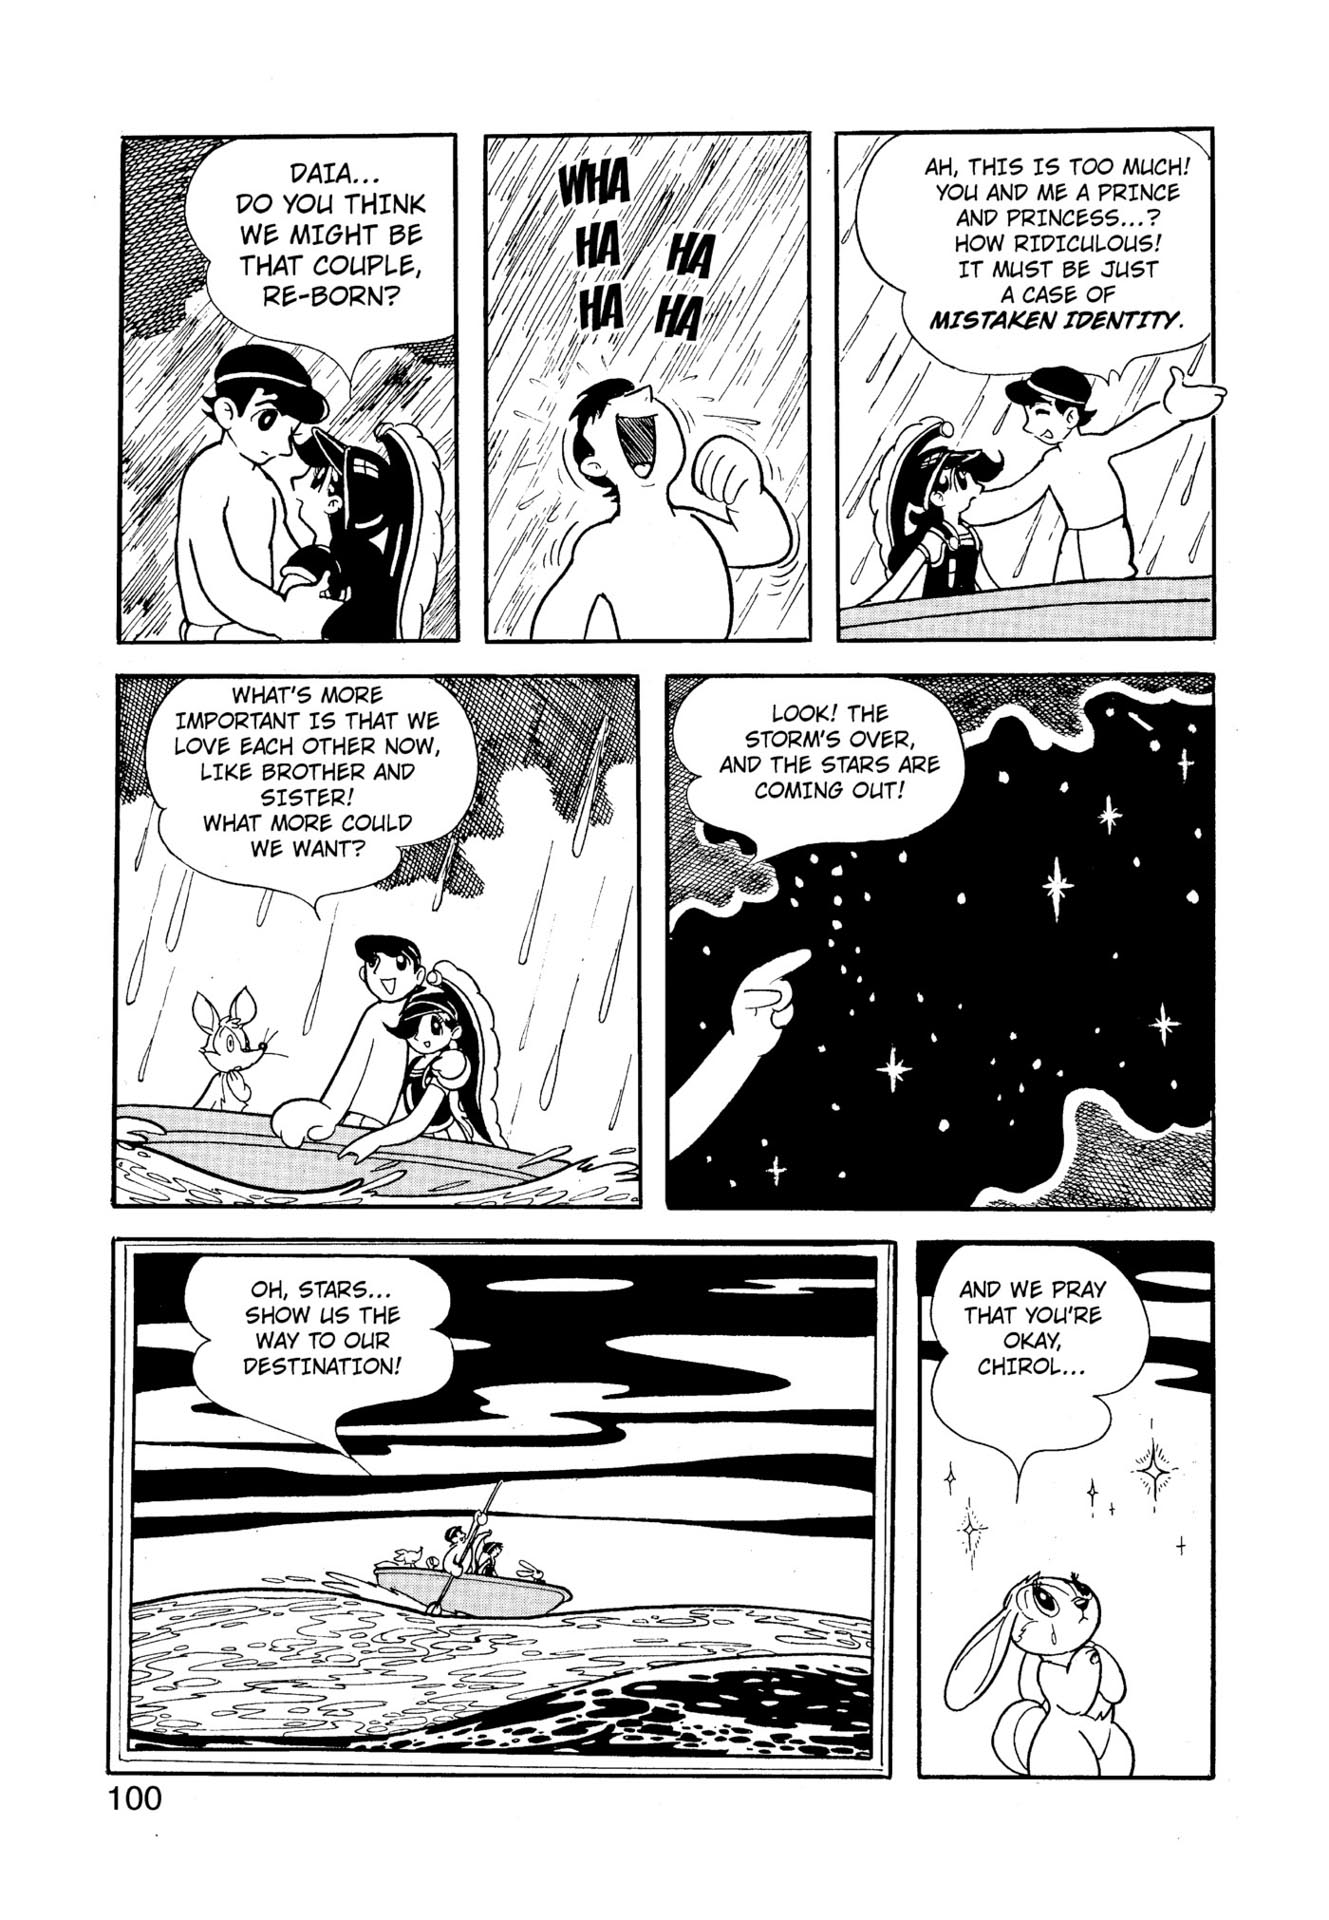 DAIA...
DO YOU THINK
WE MIGHT BE
THAT COUPLE,
RE-BORN?
WHA
HA
HA
HA
HA
AH, THIS IS TOO MUCH!
YOU AND ME A PRINCE
AND PRINCESS...?
HOW RIDICULOUS!
IT MUST BE JUST
A CASE OF
MISTAKEN IDENTITY.
WHAT'S MORE
IMPORTANT IS THAT WE
LOVE EACH OTHER NOW,
LIKE BROTHER AND
SISTER!
WHAT MORE COULD
WE WANT?
LOOK! THE
STORM'S OVER,
AND THE STARS ARE
COMING OUT!
OH, STARS...
SHOW US THE
WAY TO OUR
DESTINATION!
AND WE PRAY
THAT YOU'RE
OKAY,
CHIROL...
100